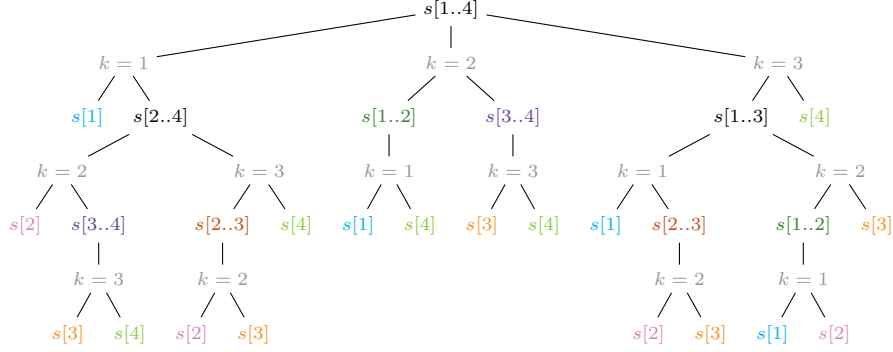 s[1..4]
k = 1 k = 2 k = 3
s[1] s[2..4] s[1..2] s[3..4] s[1..3] s[4]
k = 2 k = 3 k = 1 k = 3 k = 1 k = 2
s[2] s[3..4] s[2..3] s[4] s[1] s[4] s[3] s[4] s[1] s[2..3] s[1..2] s[3]
k = 3 k = 2 k = 2 k = 1
s[3] s[4] s[2] s[3] s[2] s[3] s[1] s[2]